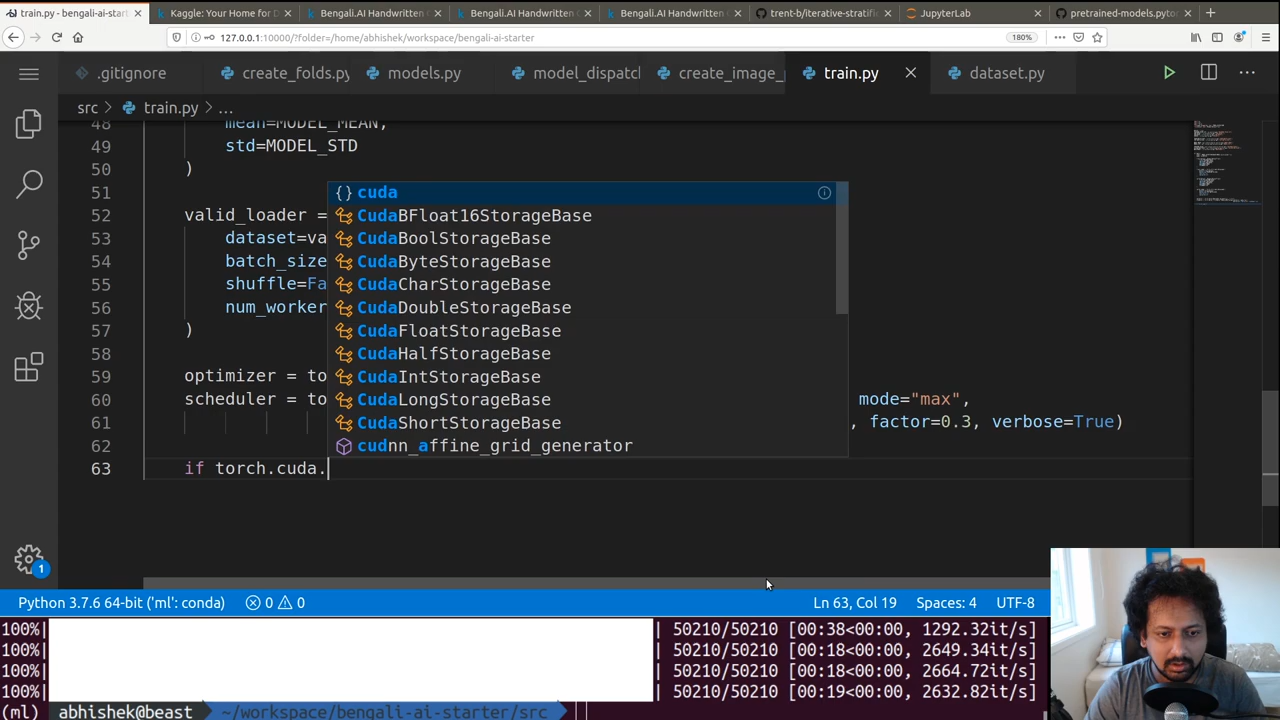 train.py - bengali-ai-start
Kaggle: Your Home for D
Bengali.AI Handwritten G
Bengali.AI Handwritten G
Bengali.AI Handwritten G
trent-b/iterative-stratifi
JupyterLab
pretrained-models.pytor
127.0.0.1:10000/?folder=/home/abhishek/workspace/bengali-ai-starter
180%
.gitignore
create_folds.py
models.py
model_dispatc
create_image_
train.py
dataset.py
src > train.py > ...
48 mean=MODEL_MEAN,
49 std=MODEL_STD
50 )
51
52 valid_loader =
53 dataset=va
54 batch_size
55 shuffle=Fa
56 num_worker
57 )
58
59 optimizer = to
60 scheduler = to mode="max",
61 , factor=0.3, verbose=True)
62
63 if torch.cuda.
{} cuda
CudaBFloat16StorageBase
CudaBoolStorageBase
CudaByteStorageBase
CudaCharStorageBase
CudaDoubleStorageBase
CudaFloatStorageBase
CudaHalfStorageBase
CudaIntStorageBase
CudaLongStorageBase
CudaShortStorageBase
cudnn_affine_grid_generator
1
Python 3.7.6 64-bit ('ml': conda)
0 0
Ln 63, Col 19
Spaces: 4
UTF-8
100%| | 50210/50210 [00:38<00:00, 1292.32it/s]
100%| | 50210/50210 [00:18<00:00, 2649.34it/s]
100%| | 50210/50210 [00:18<00:00, 2664.72it/s]
100%| | 50210/50210 [00:19<00:00, 2632.82it/s]
(ml) abhishek@beast ~/workspace/bengali-ai-starter/src